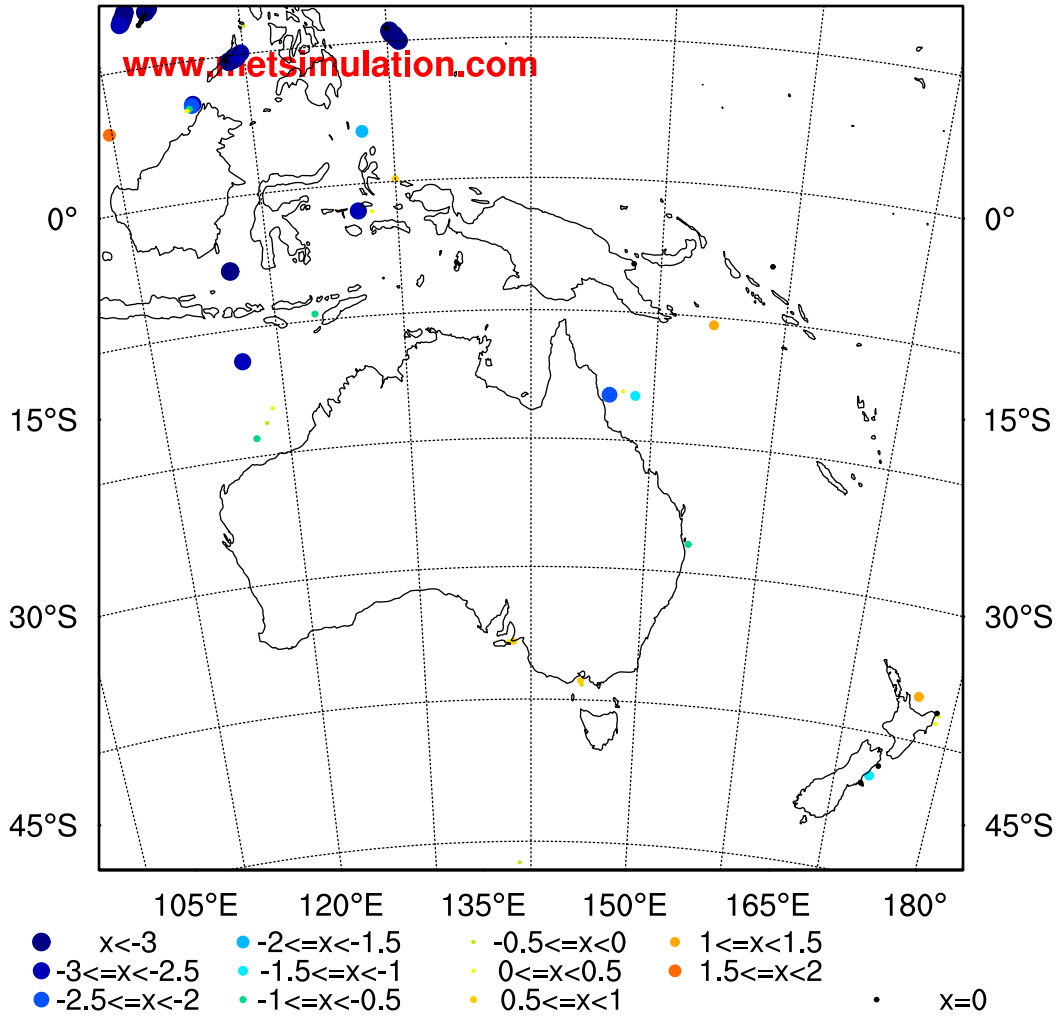 www.metsimulation.com
0° 0°
15°S 15°S
30°S 30°S
45°S 45°S
105°E 120°E 135°E 150°E 165°E 180°
x<-3 -2<=x<-1.5 -0.5<=x<0 1<=x<1.5
-3<=x<-2.5 -1.5<=x<-1 0<=x<0.5 1.5<=x<2
-2.5<=x<-2 -1<=x<-0.5 0.5<=x<1 x=0